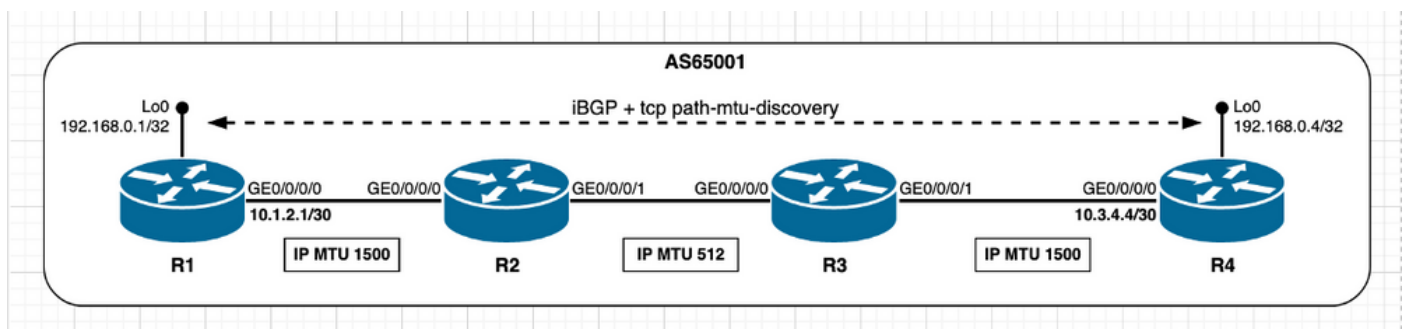 AS65001
iBGP + tcp path-mtu-discovery
Lo0
192.168.0.1/32
Lo0
192.168.0.4/32
GE0/0/0/0
GE0/0/0/0
GE0/0/0/1
GE0/0/0/0
GE0/0/0/1
GE0/0/0/0
10.1.2.1/30
10.3.4.4/30
IP MTU 1500
IP MTU 512
IP MTU 1500
R1
R2
R3
R4